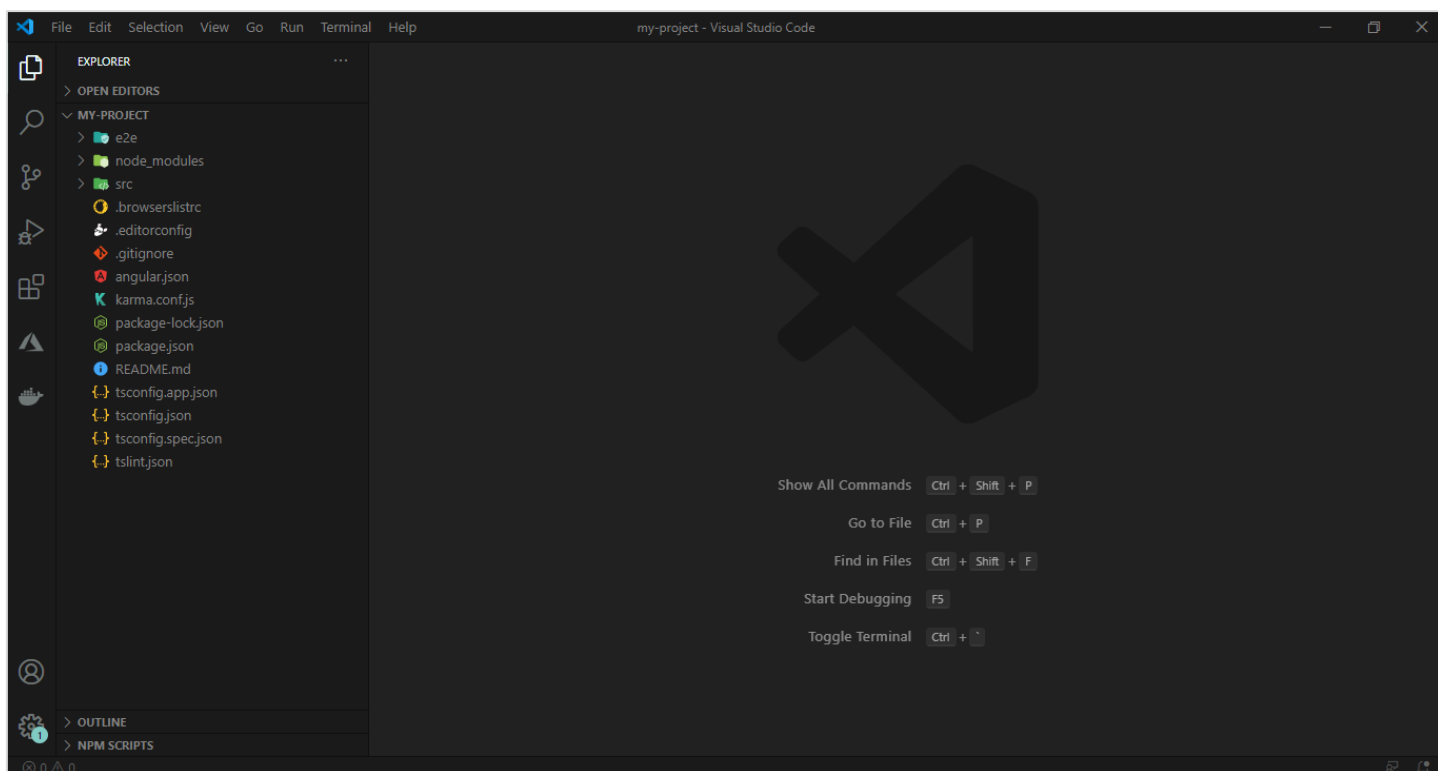 File Edit Selection View Go Run Terminal Help my-project - Visual Studio Code
EXPLORER
OPEN EDITORS
MY-PROJECT
e2e
node_modules
src
.browserslistrc
.editorconfig
.gitignore
angular.json
karma.conf.js
package-lock.json
package.json
README.md
tsconfig.app.json
tsconfig.json
tsconfig.spec.json
tslint.json
Show All Commands Ctrl + Shift + P
Go to File Ctrl + P
Find in Files Ctrl + Shift + F
Start Debugging F5
Toggle Terminal Ctrl + `
OUTLINE
1
NPM SCRIPTS
0 0